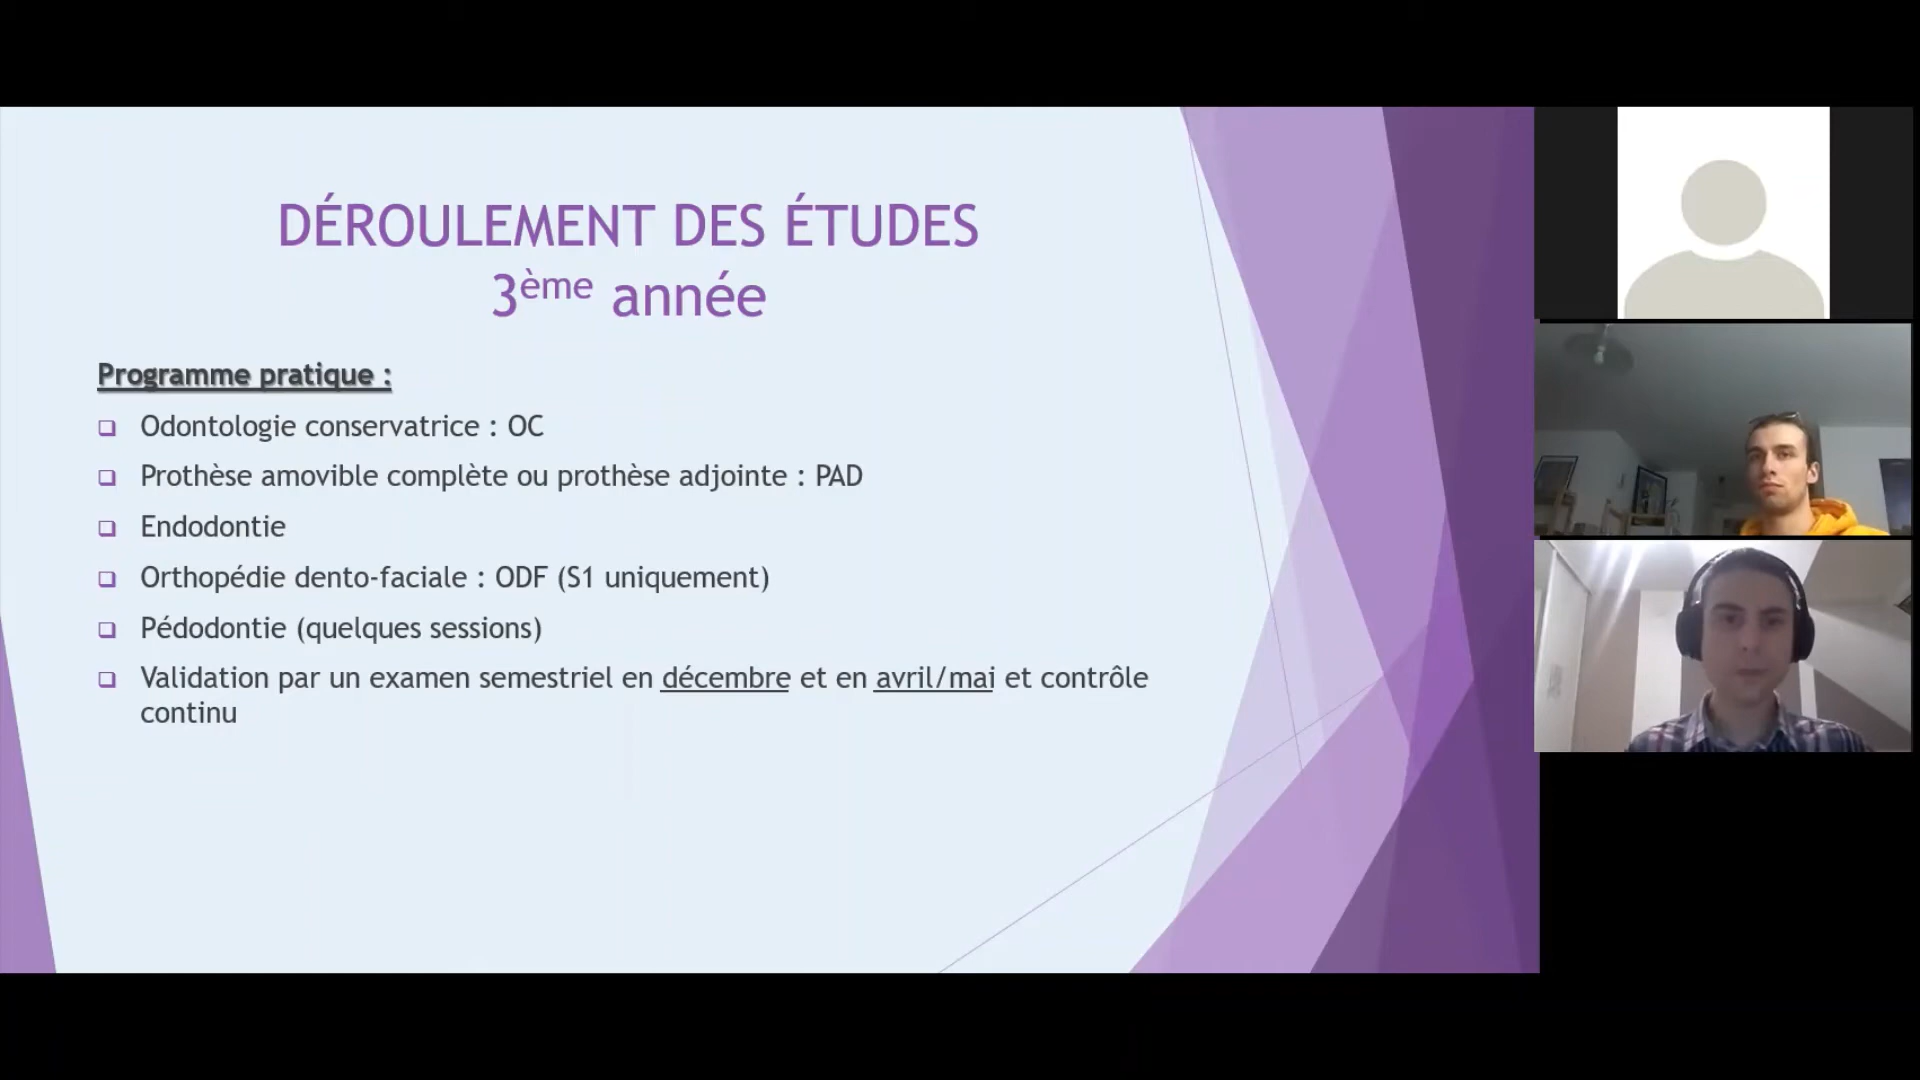 DÉROULEMENT DES ÉTUDES
3ème année
Programme pratique :
Odontologie conservatrice : OC
Prothèse amovible complète ou prothèse adjointe : PAD
Endodontie
Orthopédie dento-faciale : ODF (S1 uniquement)
Pédodontie (quelques sessions)
Validation par un examen semestriel en décembre et en avril/mai et contrôle
continu